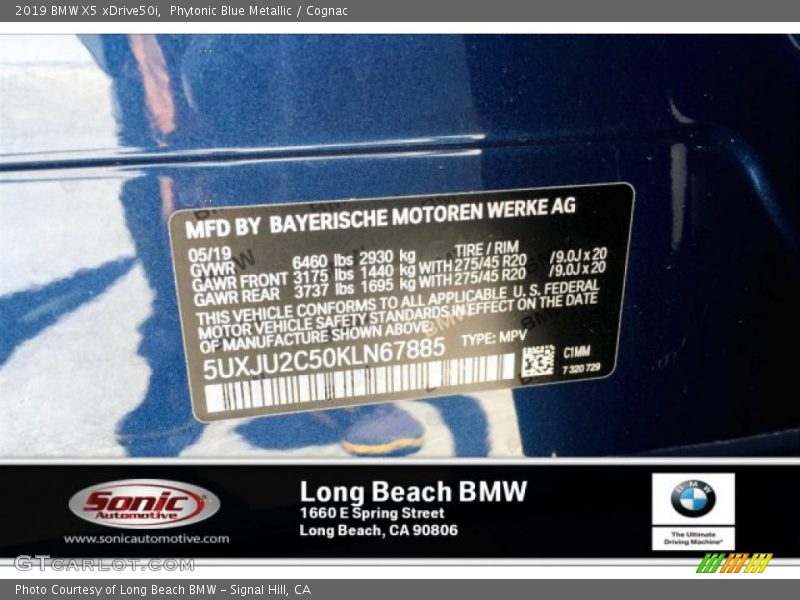 2019 BMW X5 xDrive50i, Phytonic Blue Metallic / Cognac
MFD BY BAYERISCHE MOTOREN WERKE AG
05/19 TIRE / RIM
GVWR 6460 lbs 2930 kg
GAWR FRONT 3175 lbs 1440 kg WITH 275/45 R20 /9.0J x 20
GAWR REAR 3737 lbs 1695 kg WITH 275/45 R20 /9.0J x 20
THIS VEHICLE CONFORMS TO ALL APPLICABLE U.S. FEDERAL
MOTOR VEHICLE SAFETY STANDARDS IN EFFECT ON THE DATE
OF MANUFACTURE SHOWN ABOVE
5UXJU2C50KLN67885 TYPE: MPV
C1MM
7 320 729
Sonic
Automotive
www.sonicautomotive.com
Long Beach BMW
1660 E Spring Street
Long Beach, CA 90806
BMW
The Ultimate
Driving Machine®
GTcarlot.com
Photo Courtesy of Long Beach BMW - Signal Hill, CA